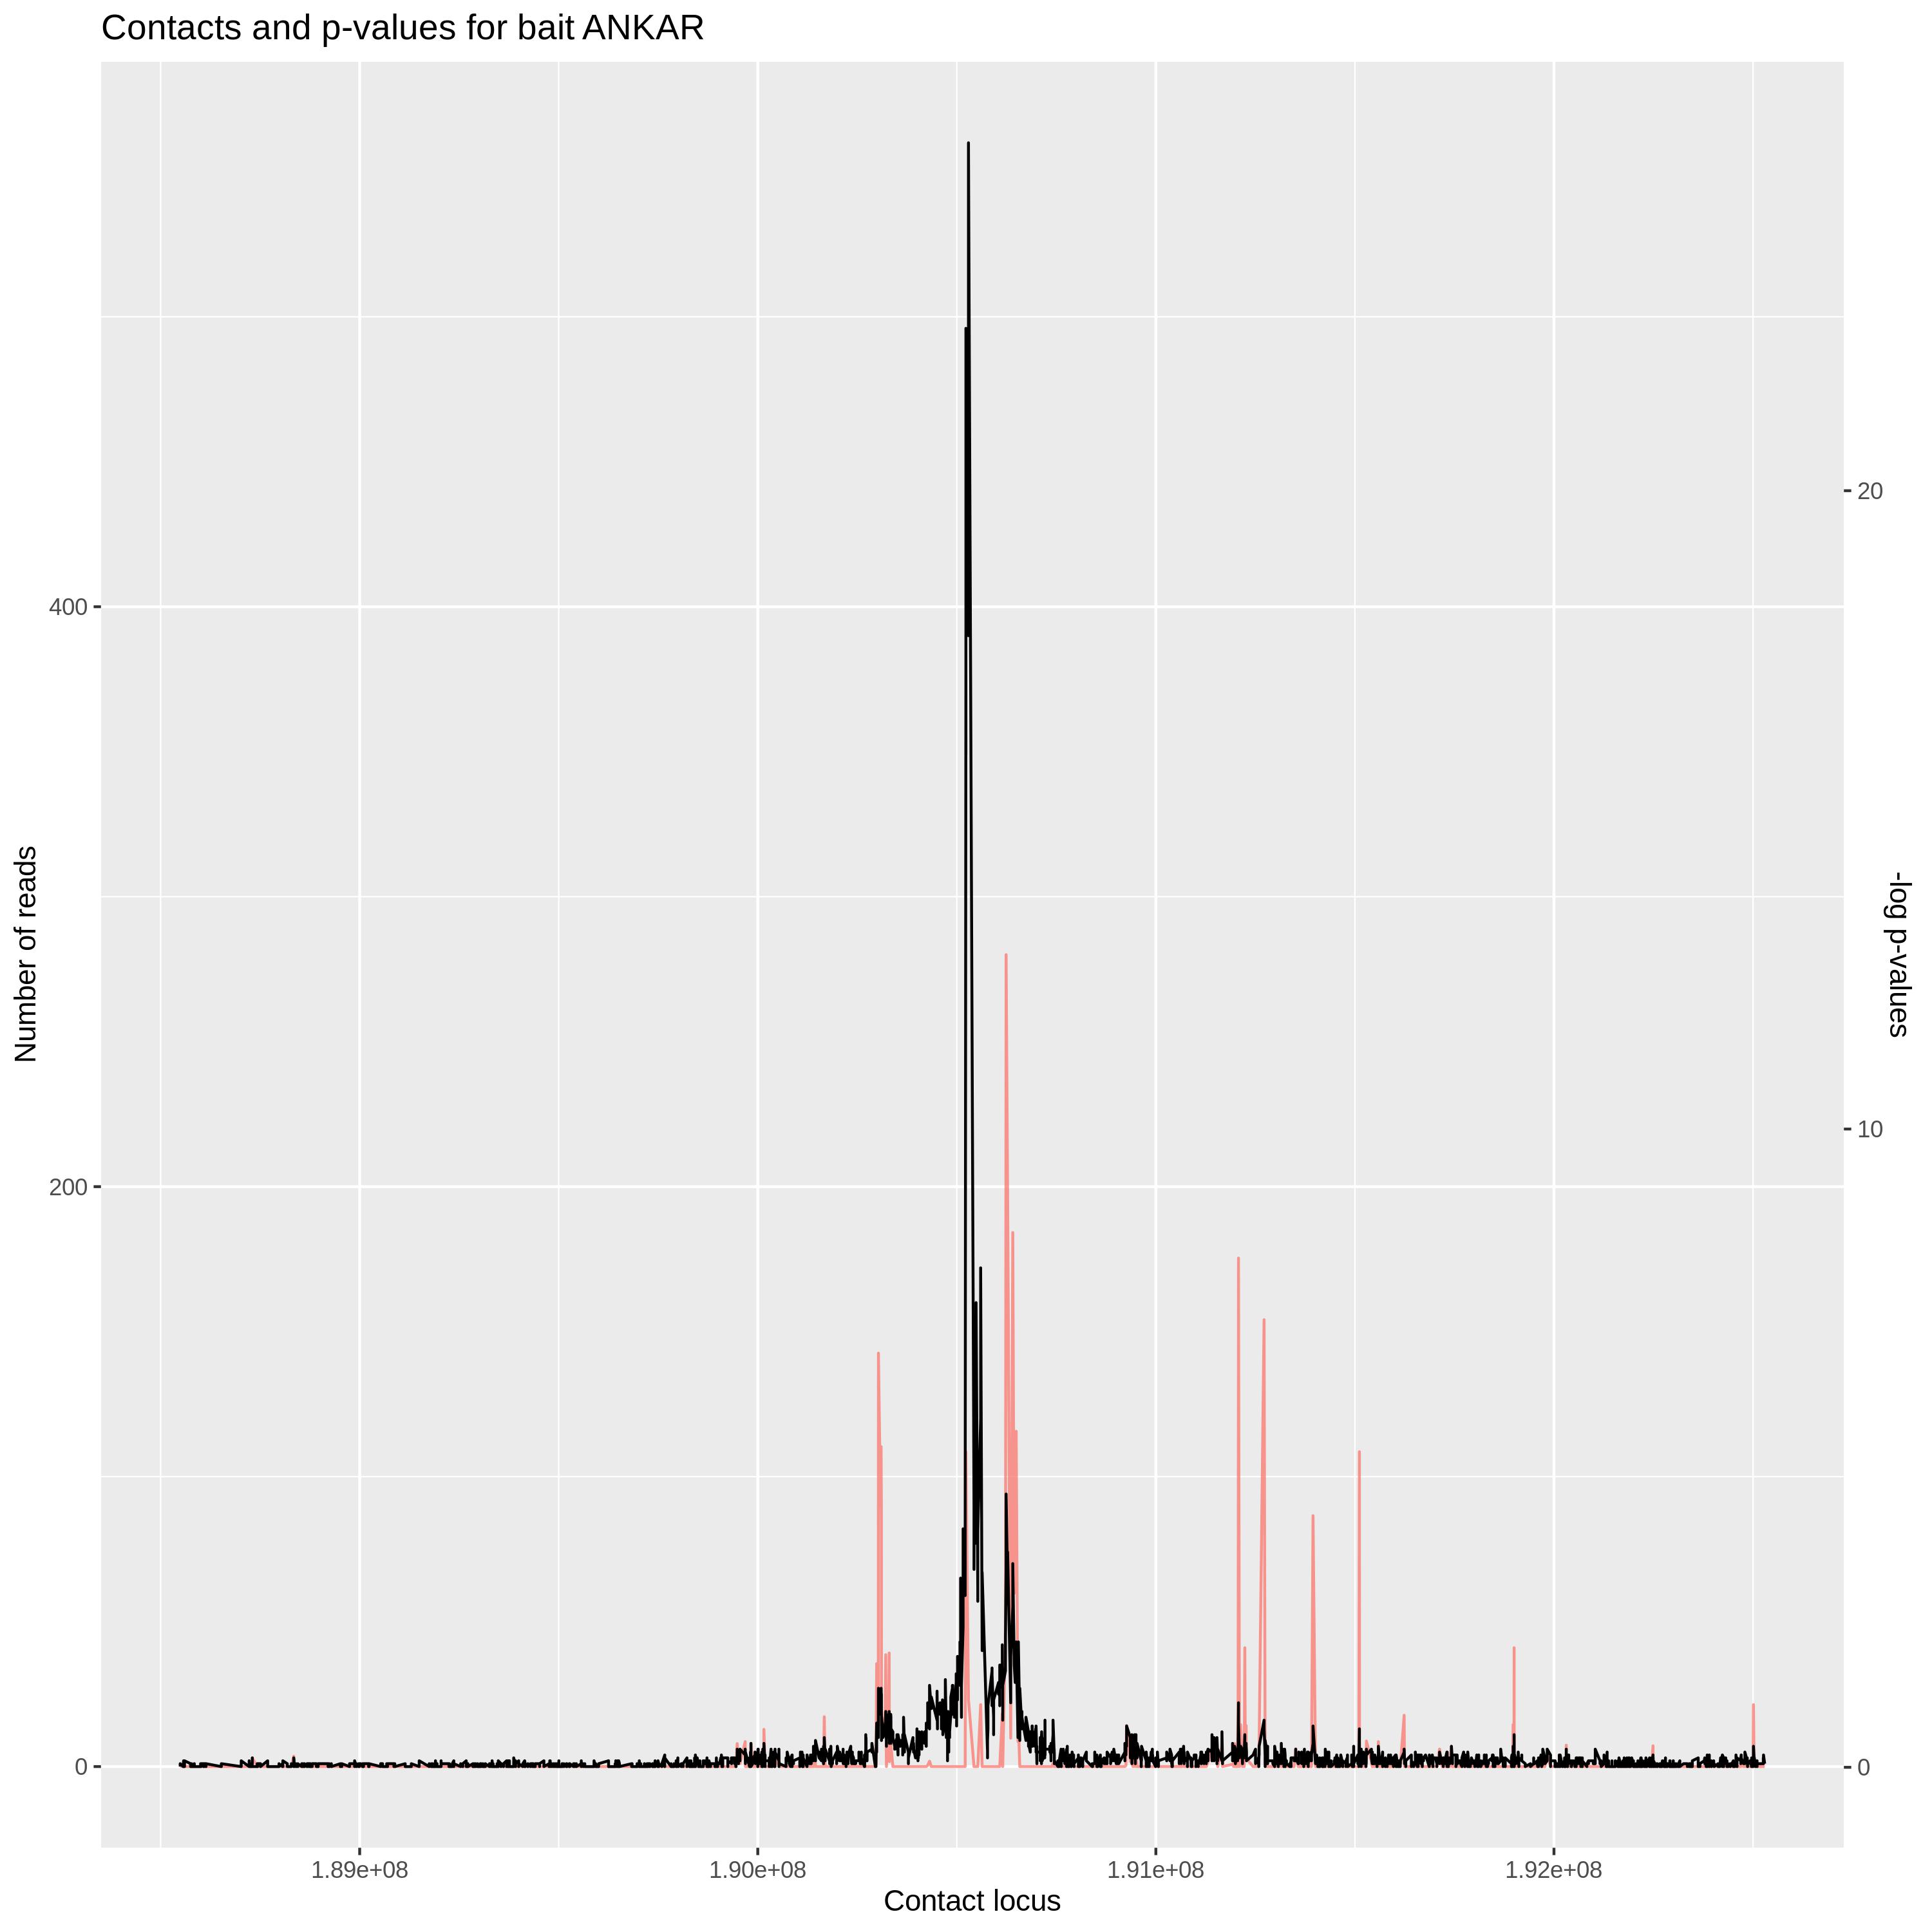 Contacts and p-values for bait ANKAR
Number of reads
400
200
0
20
10
0
-log p-values
1.89e+08
1.90e+08
1.91e+08
1.92e+08
Contact locus